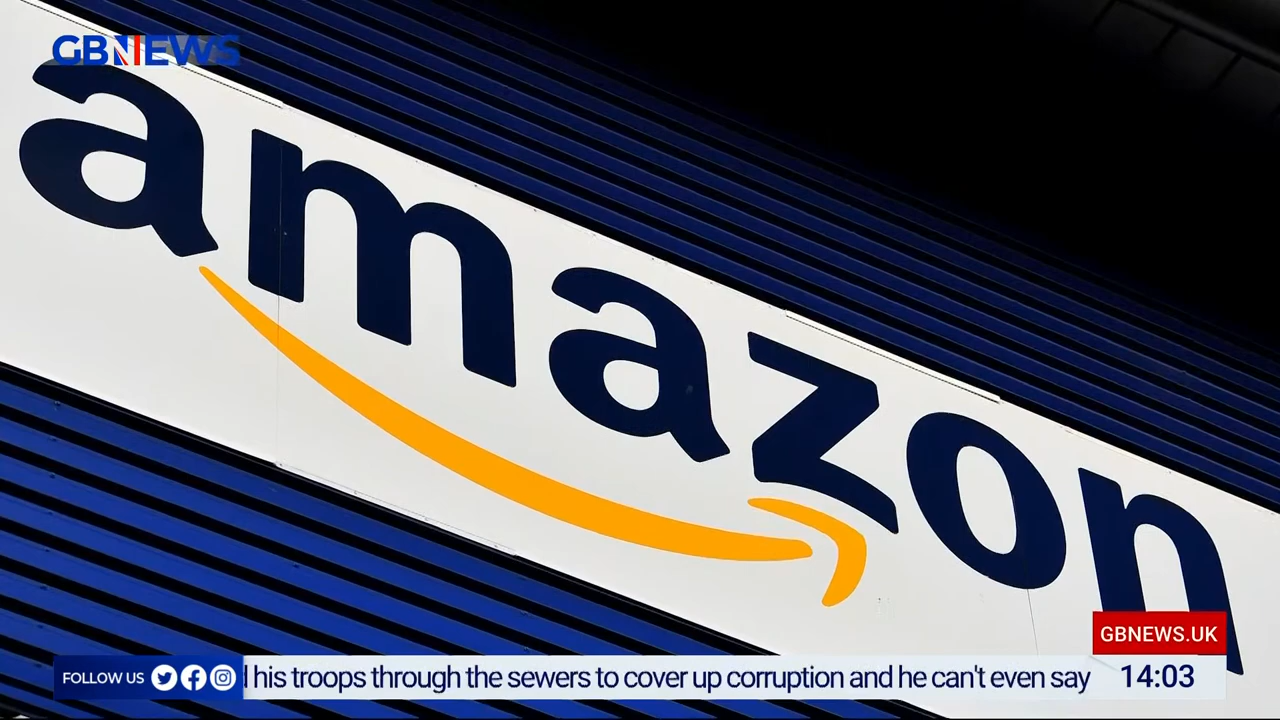 GBNEWS
amazon
GBNEWS.UK
FOLLOW US
his troops through the sewers to cover up corruption and he can't even say
14:03